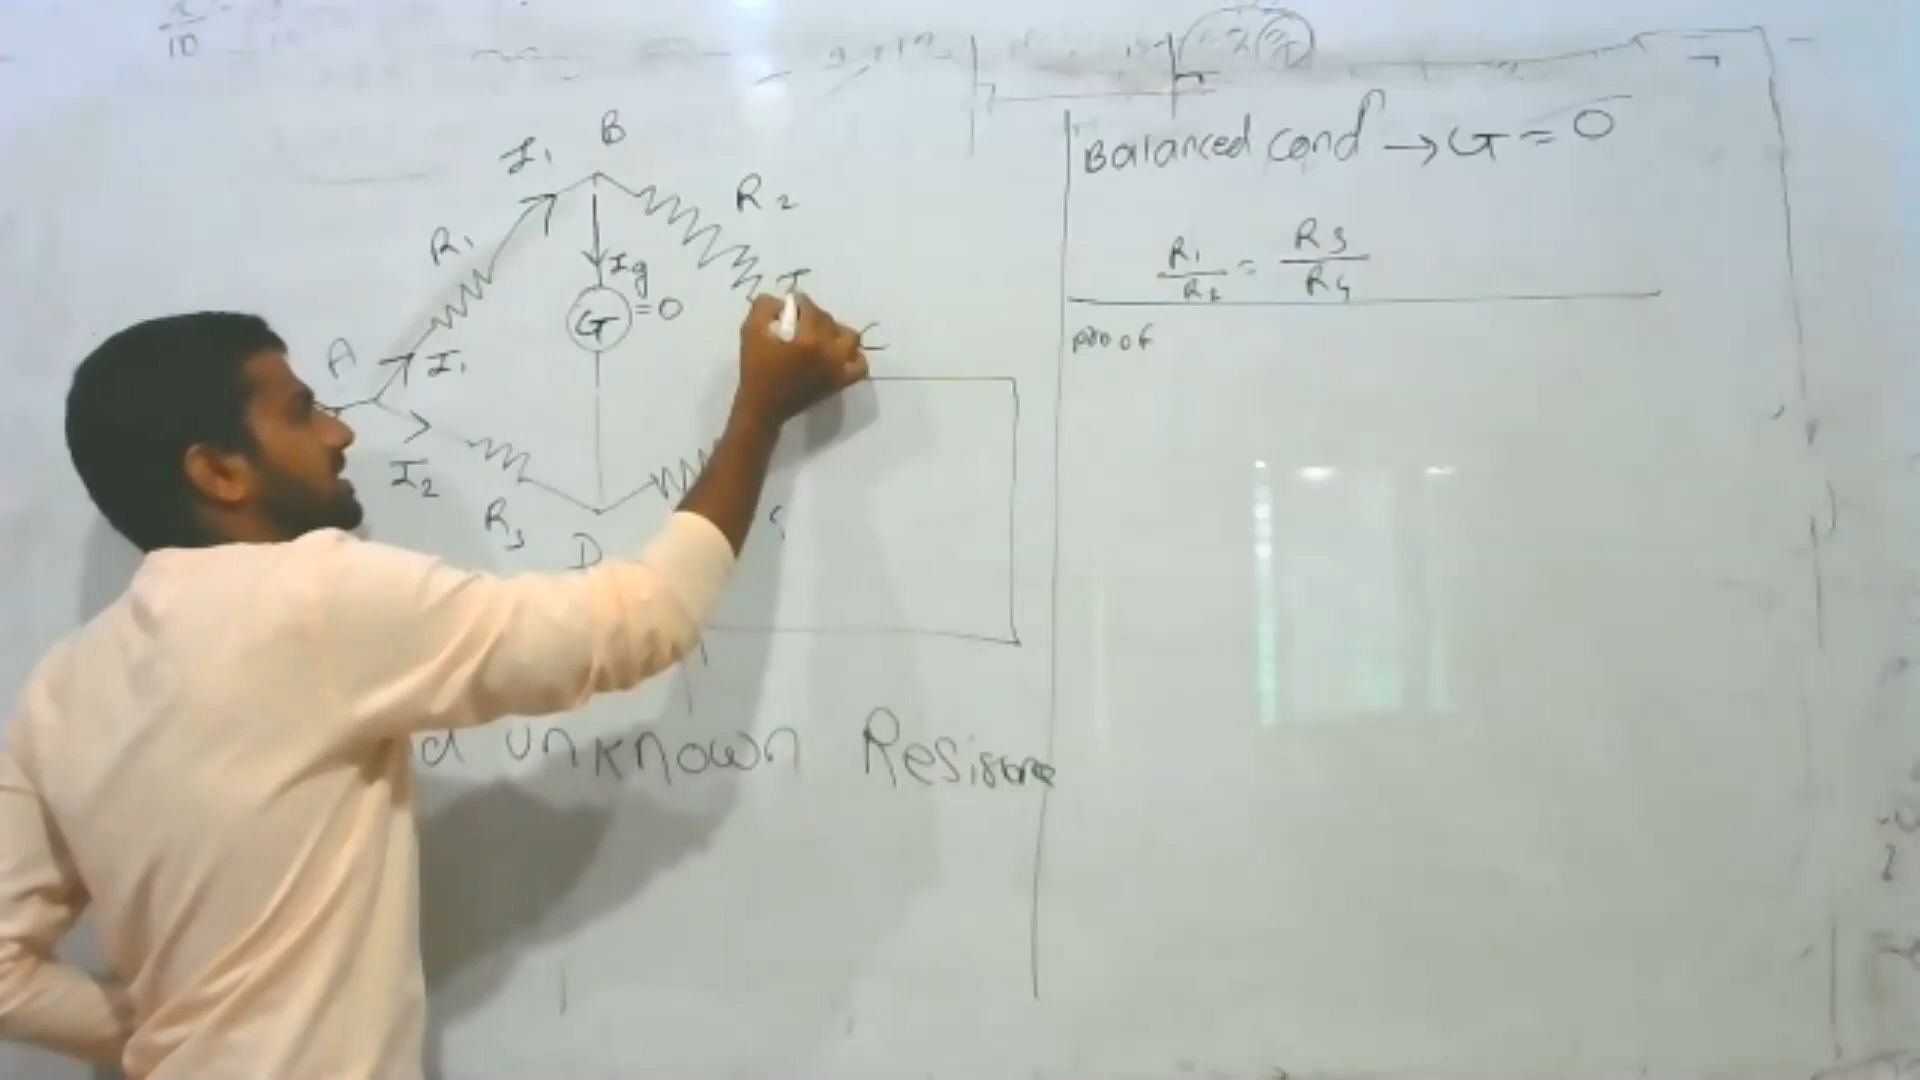 B
I1
R2
R1
Ig
=0
G
A
I1
C
I2
R3
D
d unknown Resistance
Balanced cond → G = 0
R1/R2 = R3/R4
proof